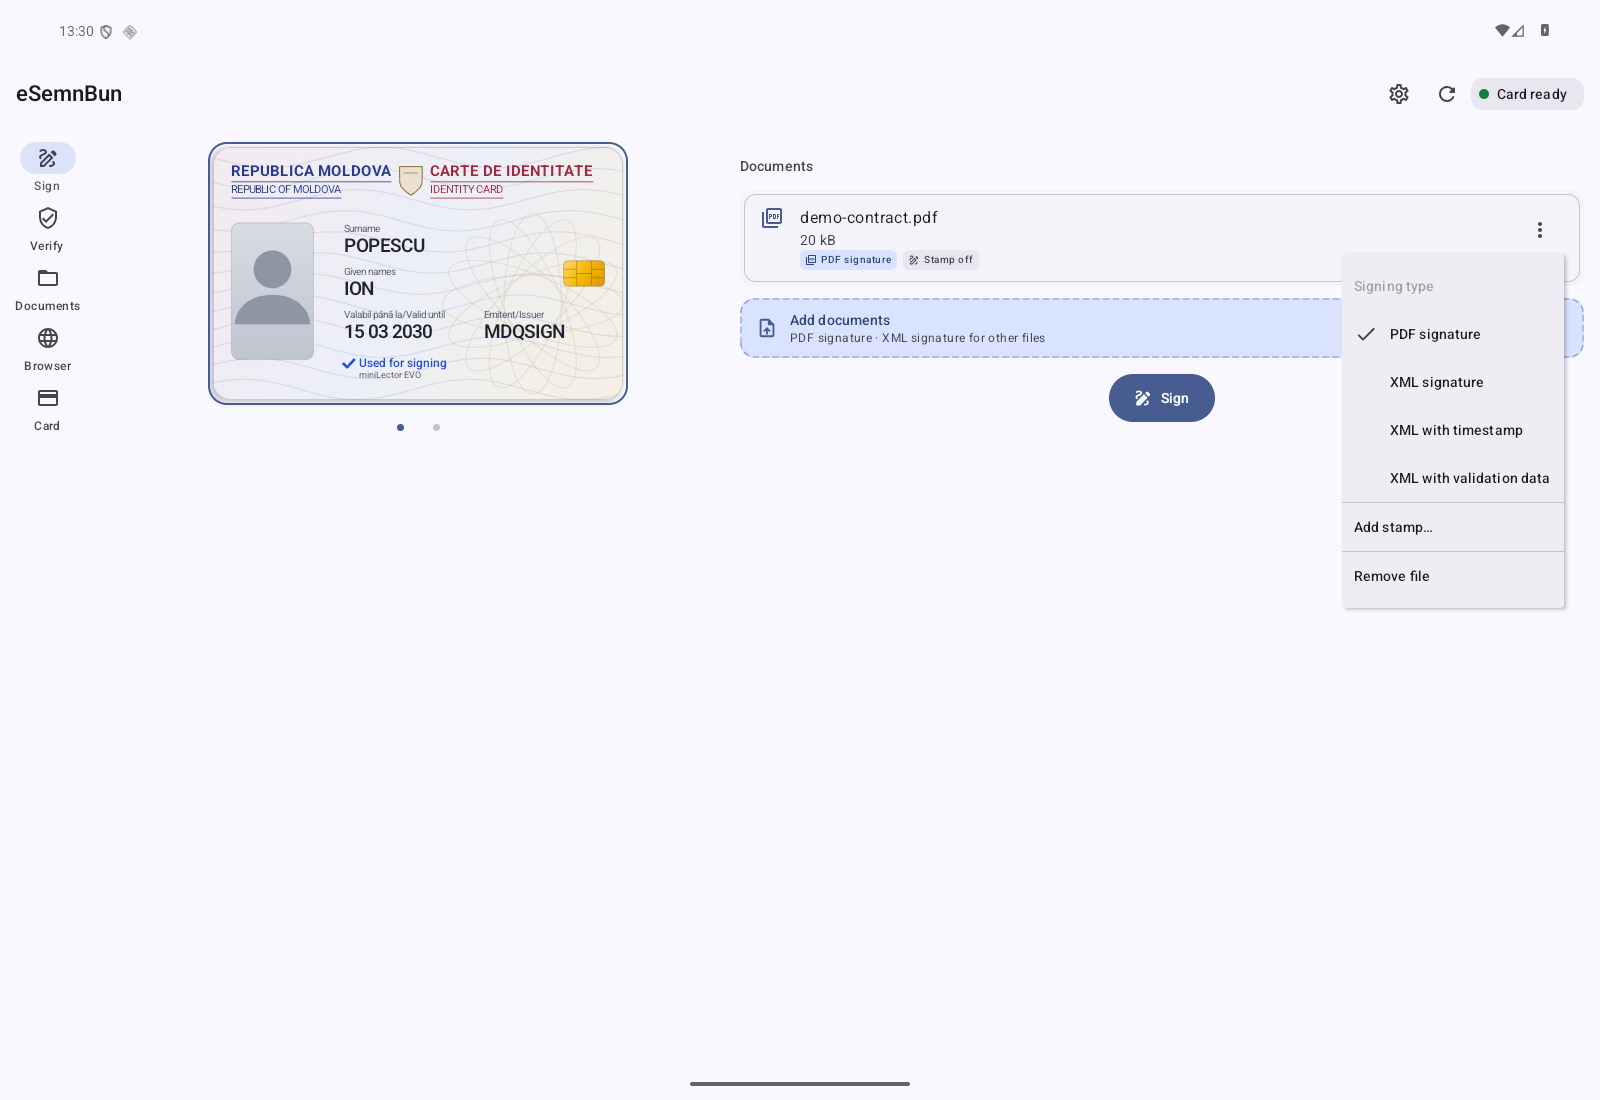 13:30
eSemnBun
Card ready
Sign
Verify
Documents
Browser
Card
REPUBLICA MOLDOVA CARTE DE IDENTITATE
REPUBLIC OF MOLDOVA IDENTITY CARD
Surname
POPESCU
Given names
ION
Valabil până la/Valid until Emitent/Issuer
15 03 2030 MDQSIGN
Used for signing
miniLector EVO
Documents
demo-contract.pdf
20 kB
PDF signature Stamp off
Add documents
PDF signature · XML signature for other files
Sign
Signing type
PDF signature
XML signature
XML with timestamp
XML with validation data
Add stamp…
Remove file